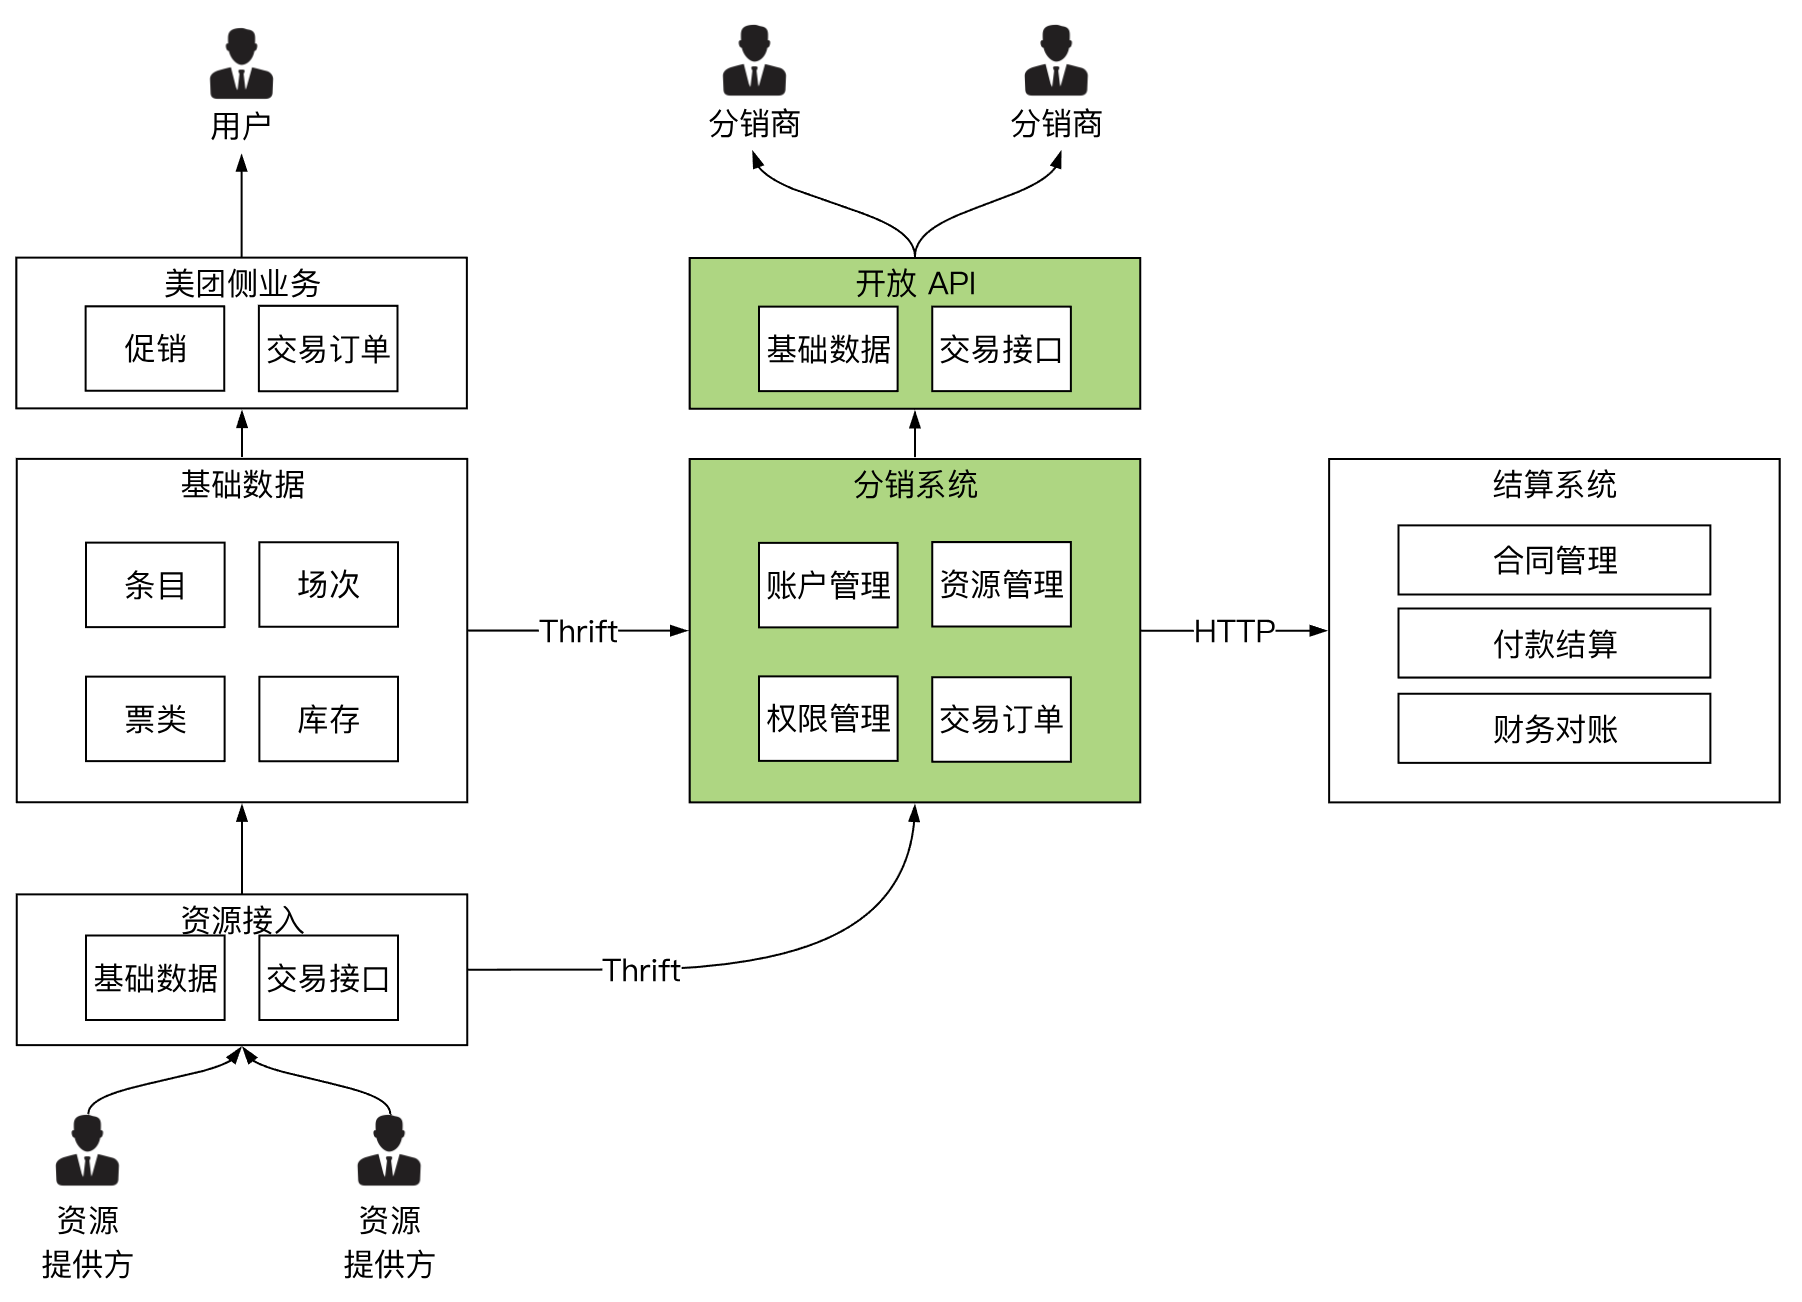 用户
分销商
分销商
美团侧业务
促销
交易订单
开放 API
基础数据
交易接口
基础数据
条目
场次
票类
库存
Thrift
分销系统
账户管理
资源管理
权限管理
交易订单
HTTP
结算系统
合同管理
付款结算
财务对账
资源接入
基础数据
交易接口
Thrift
资源
提供方
资源
提供方